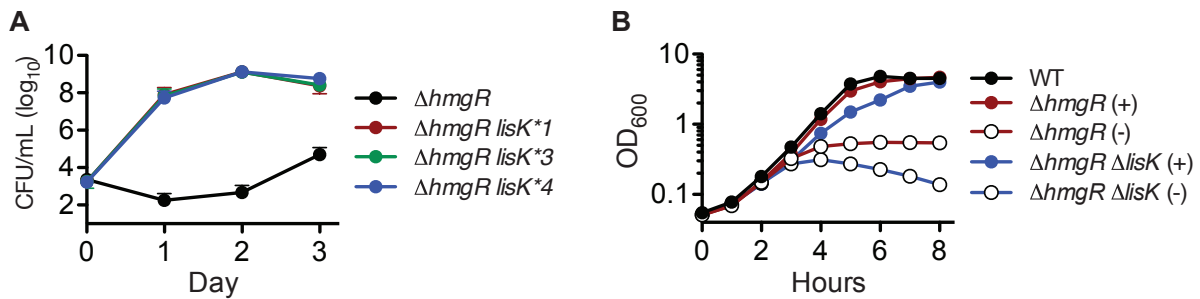 A
CFU/mL (log10)
10
8
6
4
2
0
1
2
3
Day
ΔhmgR
ΔhmgR lisK*1
ΔhmgR lisK*3
ΔhmgR lisK*4
B
OD600
10
1
0.1
0
2
4
6
8
Hours
WT
ΔhmgR (+)
ΔhmgR (-)
ΔhmgR ΔlisK (+)
ΔhmgR ΔlisK (-)